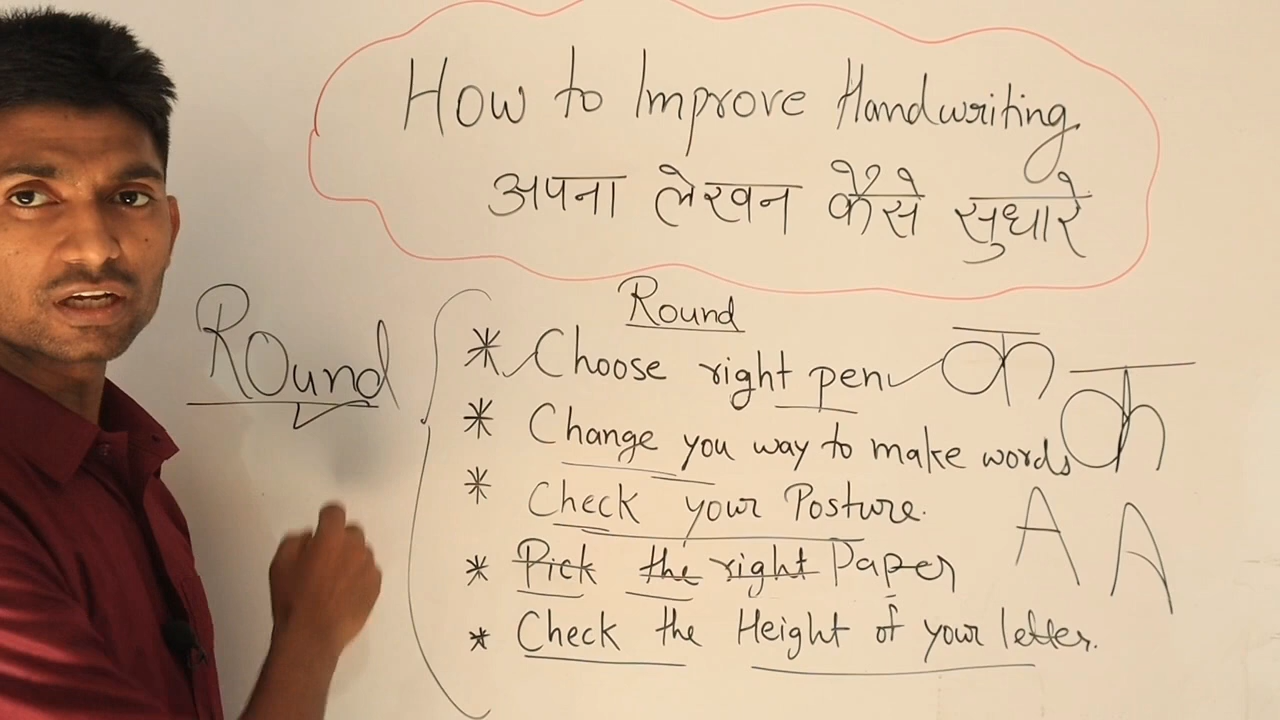 How to Improve Handwriting
अपना लेखन कैसे सुधारे
Round
Round
* Choose right pen क क
* Change you way to make words
* Check your Posture.
* Pick the right Paper
* Check the Height of your letter.
A A